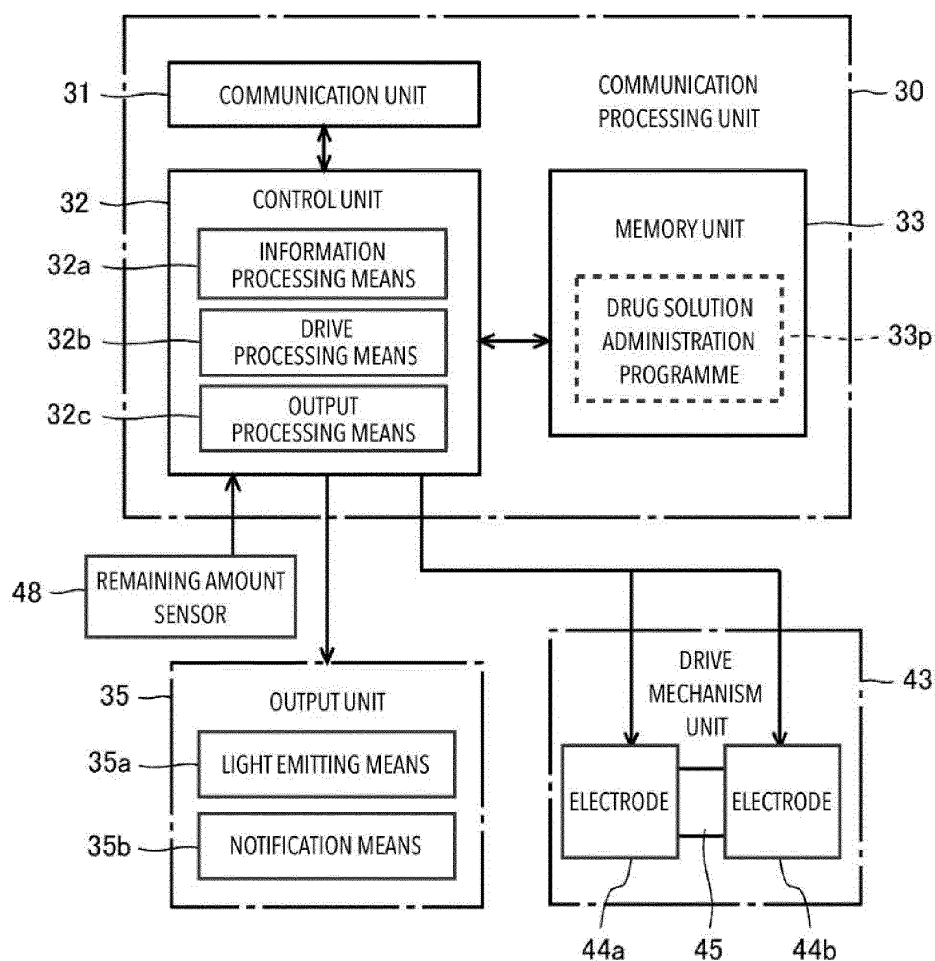 31
COMMUNICATION UNIT
COMMUNICATION
PROCESSING UNIT
30
32
CONTROL UNIT
32a
INFORMATION
PROCESSING MEANS
32b
DRIVE
PROCESSING MEANS
32c
OUTPUT
PROCESSING MEANS
MEMORY UNIT
33
DRUG SOLUTION
ADMINISTRATION
PROGRAMME
33p
48
REMAINING AMOUNT
SENSOR
35
OUTPUT UNIT
35a
LIGHT EMITTING MEANS
35b
NOTIFICATION MEANS
DRIVE
MECHANISM
UNIT
43
ELECTRODE
ELECTRODE
44a
45
44b